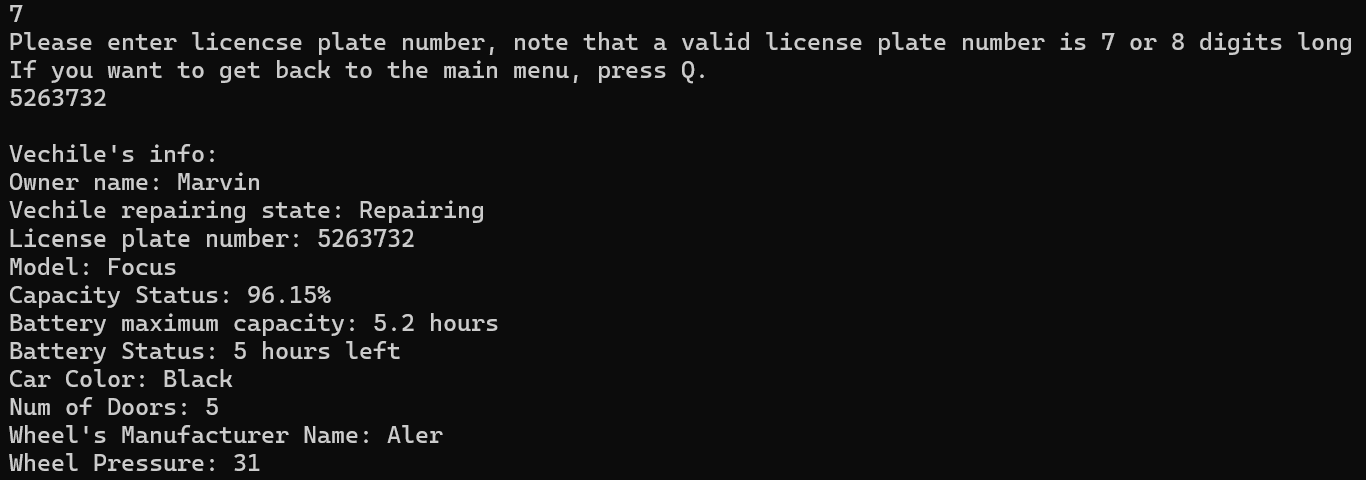 7
Please enter licencse plate number, note that a valid license plate number is 7 or 8 digits long
If you want to get back to the main menu, press Q.
5263732
Vechile's info:
Owner name: Marvin
Vechile repairing state: Repairing
License plate number: 5263732
Model: Focus
Capacity Status: 96.15%
Battery maximum capacity: 5.2 hours
Battery Status: 5 hours left
Car Color: Black
Num of Doors: 5
Wheel's Manufacturer Name: Aler
Wheel Pressure: 31